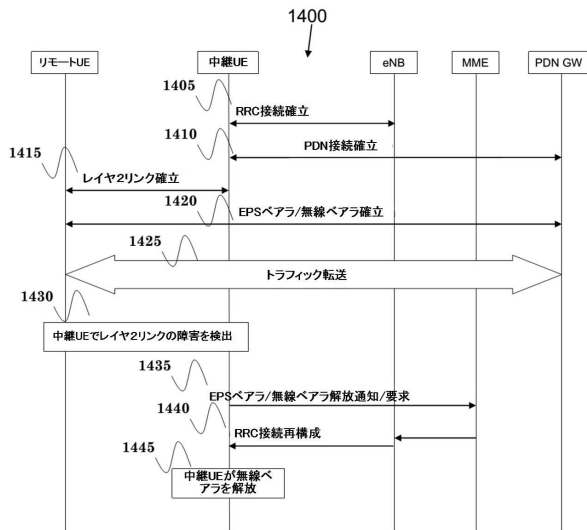 1400
リモートUE
中継UE
eNB
MME
PDN GW
1405
RRC接続確立
1410
PDN接続確立
1415
レイヤ2リンク確立
1420
EPSベアラ/無線ベアラ確立
1425
トラフィック転送
1430
中継UEでレイヤ2リンクの障害を検出
1435
EPSベアラ/無線ベアラ解放通知/要求
1440
RRC接続再構成
1445
中継UEが無線ベ
アラを解放